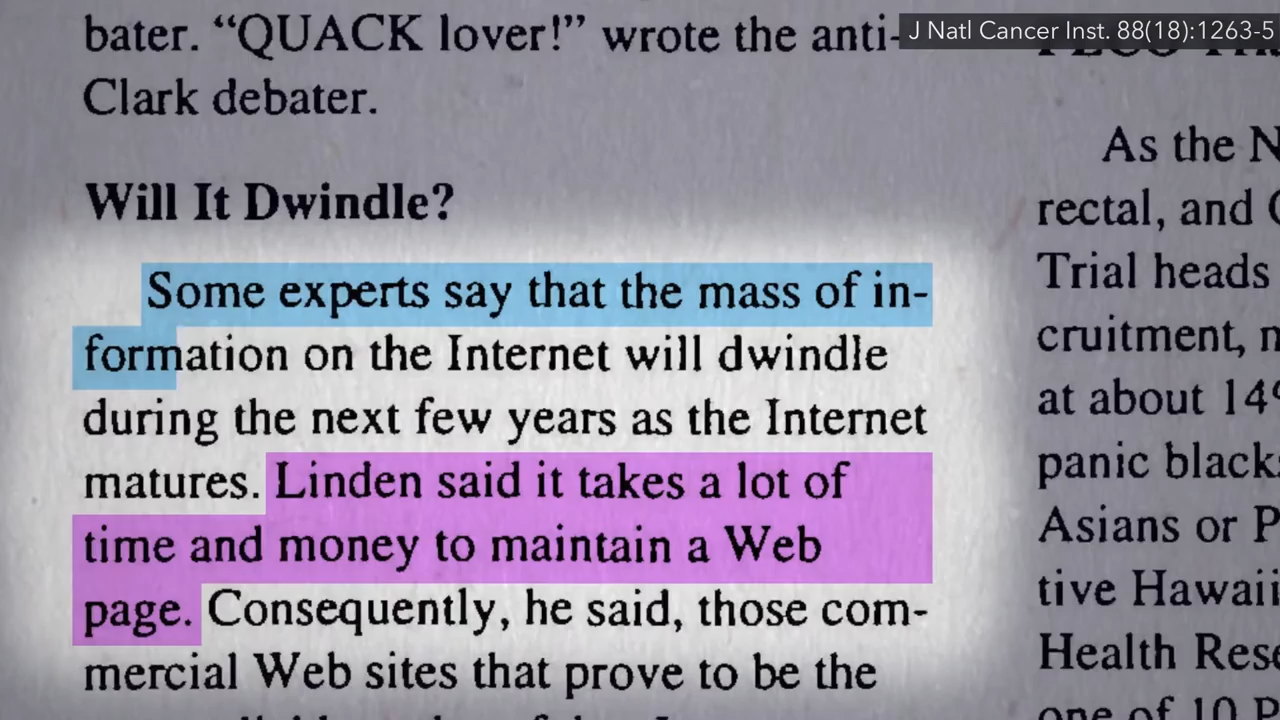 J Natl Cancer Inst. 88(18):1263-5
bater. “QUACK lover!” wrote the anti-
Clark debater.
Will It Dwindle?
Some experts say that the mass of in-
formation on the Internet will dwindle
during the next few years as the Internet
matures. Linden said it takes a lot of
time and money to maintain a Web
page. Consequently, he said, those com-
mercial Web sites that prove to be the
As the
rectal, and
Trial heads
cruitment,
at about
panic
Asians or
tive
Health
one of 10